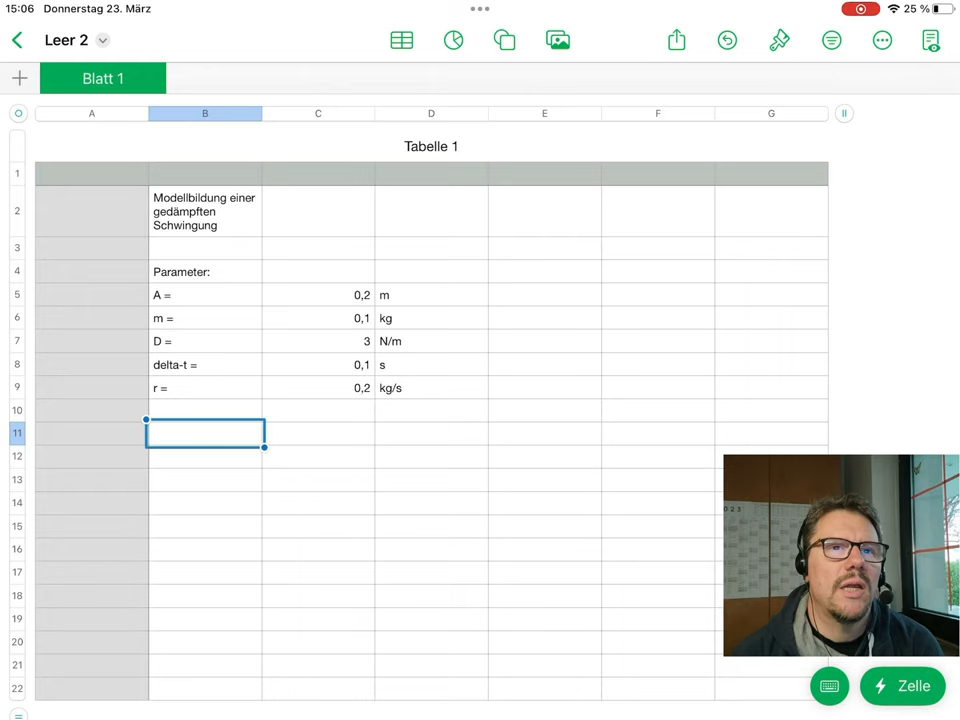 15:06 Donnerstag 23. März
25 %
Leer 2
Blatt 1
A B C D E F G
Tabelle 1
1
2 Modellbildung einer
gedämpften
Schwingung
3
4 Parameter:
5 A = 0,2 m
6 m = 0,1 kg
7 D = 3 N/m
8 delta-t = 0,1 s
9 r = 0,2 kg/s
10
11
12
13
14
15
16
17
18
19
20
21
22
Zelle